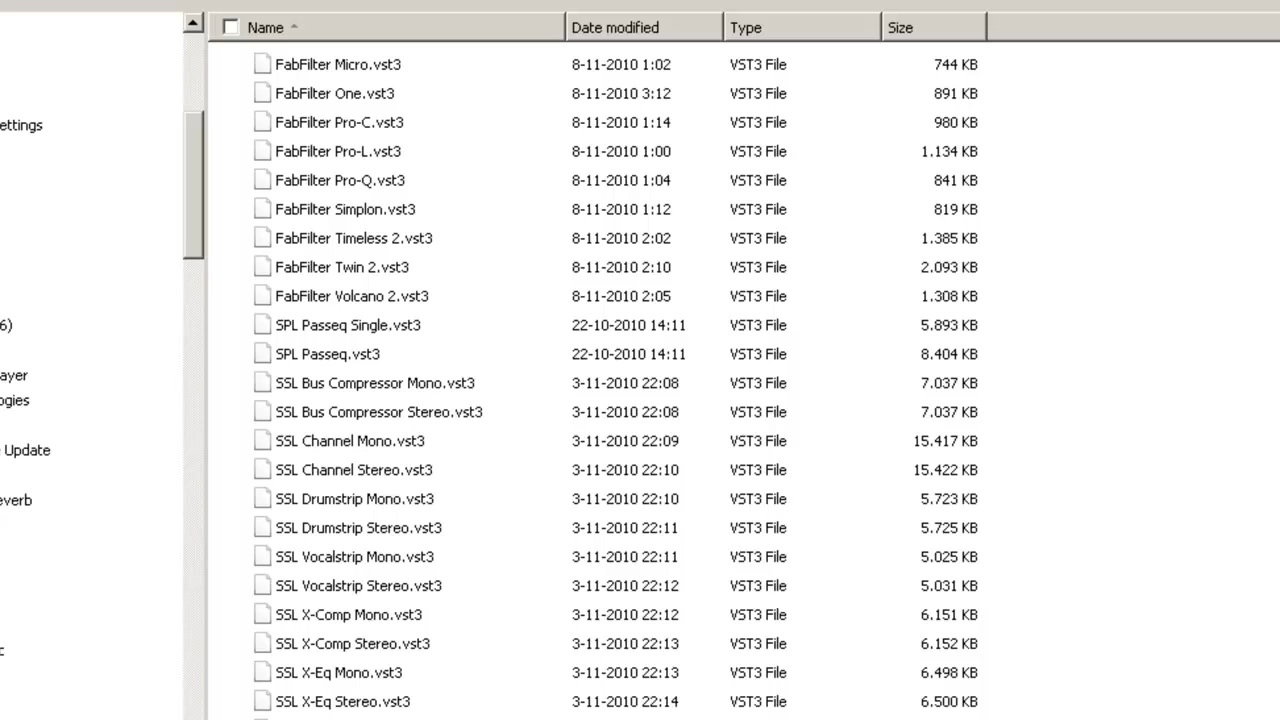 Name Date modified Type Size
FabFilter Micro.vst3 8-11-2010 1:02 VST3 File 744 KB
FabFilter One.vst3 8-11-2010 3:12 VST3 File 891 KB
ettings FabFilter Pro-C.vst3 8-11-2010 1:14 VST3 File 980 KB
FabFilter Pro-L.vst3 8-11-2010 1:00 VST3 File 1.134 KB
FabFilter Pro-Q.vst3 8-11-2010 1:04 VST3 File 841 KB
FabFilter Simplon.vst3 8-11-2010 1:12 VST3 File 819 KB
FabFilter Timeless 2.vst3 8-11-2010 2:02 VST3 File 1.385 KB
FabFilter Twin 2.vst3 8-11-2010 2:10 VST3 File 2.093 KB
FabFilter Volcano 2.vst3 8-11-2010 2:05 VST3 File 1.308 KB
6) SPL Passeq Single.vst3 22-10-2010 14:11 VST3 File 5.893 KB
SPL Passeq.vst3 22-10-2010 14:11 VST3 File 8.404 KB
ayer SSL Bus Compressor Mono.vst3 3-11-2010 22:08 VST3 File 7.037 KB
ogies SSL Bus Compressor Stereo.vst3 3-11-2010 22:08 VST3 File 7.037 KB
Update SSL Channel Mono.vst3 3-11-2010 22:09 VST3 File 15.417 KB
SSL Channel Stereo.vst3 3-11-2010 22:10 VST3 File 15.422 KB
everb SSL Drumstrip Mono.vst3 3-11-2010 22:10 VST3 File 5.723 KB
SSL Drumstrip Stereo.vst3 3-11-2010 22:11 VST3 File 5.725 KB
SSL Vocalstrip Mono.vst3 3-11-2010 22:11 VST3 File 5.025 KB
SSL Vocalstrip Stereo.vst3 3-11-2010 22:12 VST3 File 5.031 KB
SSL X-Comp Mono.vst3 3-11-2010 22:12 VST3 File 6.151 KB
SSL X-Comp Stereo.vst3 3-11-2010 22:13 VST3 File 6.152 KB
SSL X-Eq Mono.vst3 3-11-2010 22:13 VST3 File 6.498 KB
SSL X-Eq Stereo.vst3 3-11-2010 22:14 VST3 File 6.500 KB